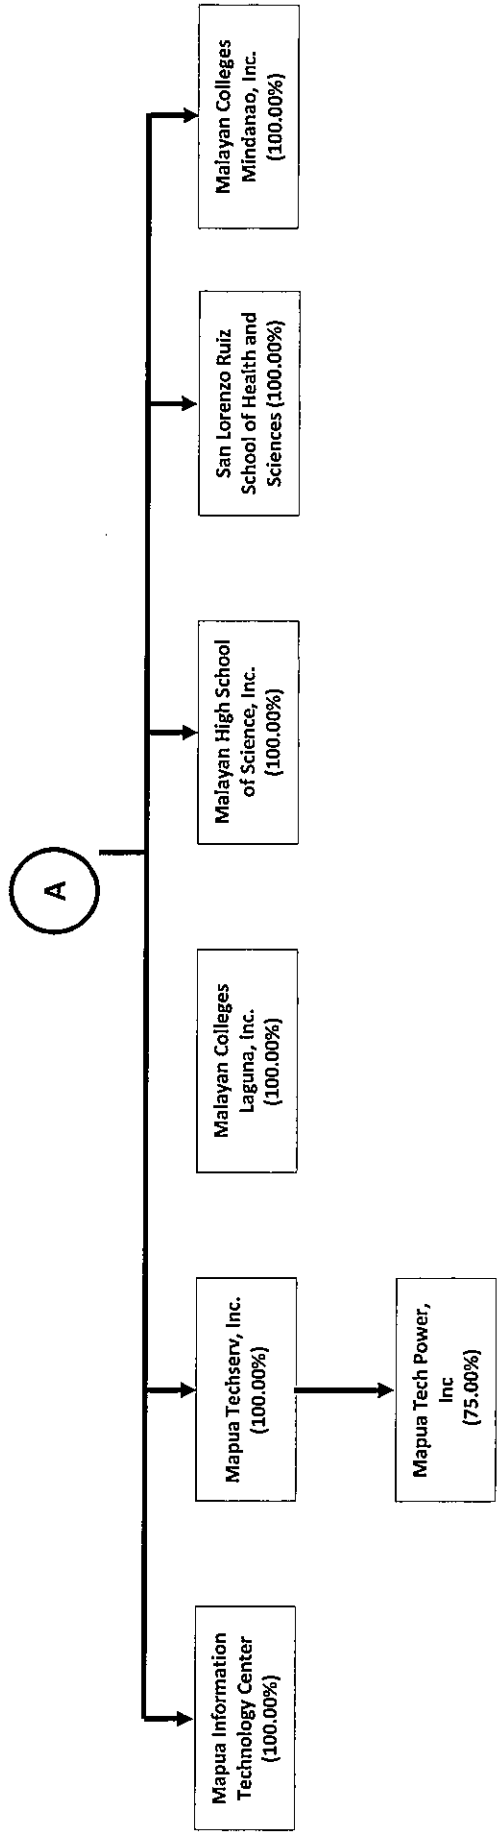 A
Mapua Information
Technology Center
(100.00%)
Mapua Techserv, Inc.
(100.00%)
Malayan Colleges
Laguna, Inc.
(100.00%)
Malayan High School
of Science, Inc.
(100.00%)
San Lorenzo Ruiz
School of Health and
Sciences (100.00%)
Malayan Colleges
Mindanao, Inc.
(100.00%)
Mapua Tech Power,
Inc
(75.00%)